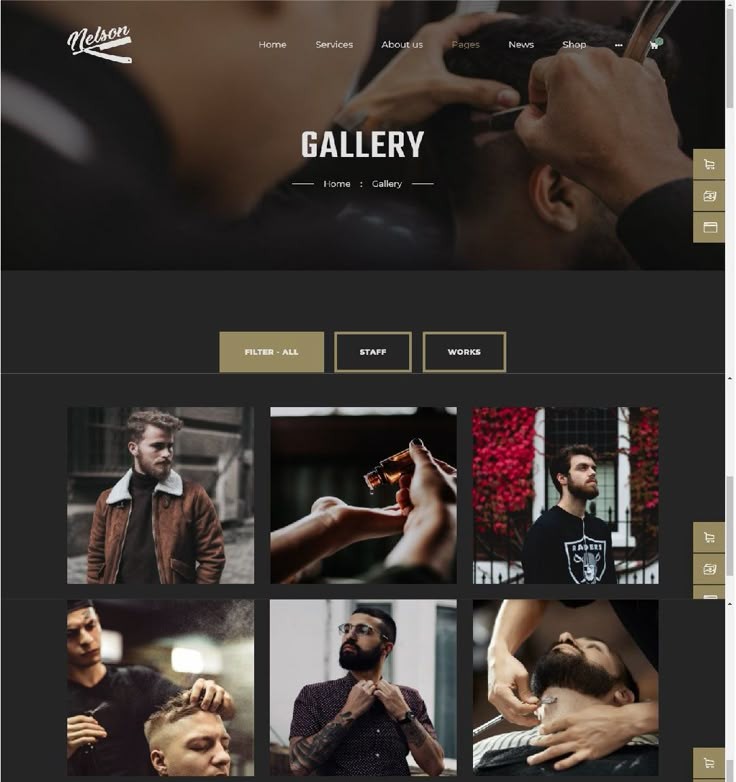 Nelson
Home Services About us Pages News Shop ...
GALLERY
Home : Gallery
FILTER - ALL STAFF WORKS
RAIDERS